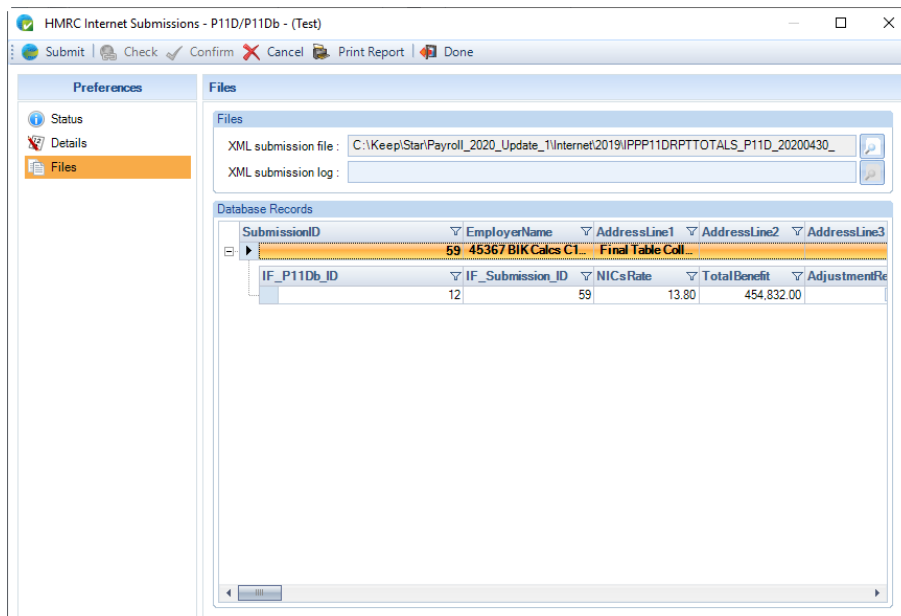 HMRC Internet Submissions - P11D/P11Db - (Test)
Submit Check Confirm Cancel Print Report Done
Preferences Files
Status
Details
Files
Files
XML submission file : C:\Keep\Star\Payroll_2020_Update_1\Internet\2019\IPPP11DRPTTOTALS_P11D_20200430_
XML submission log :
Database Records
SubmissionID EmployerName AddressLine1 AddressLine2 AddressLine3
59 45367 BIK Calcs C1... Final Table Coll...
IF_P11Db_ID IF_Submission_ID NICsRate TotalBenefit AdjustmentRe
12 59 13.80 454,832.00